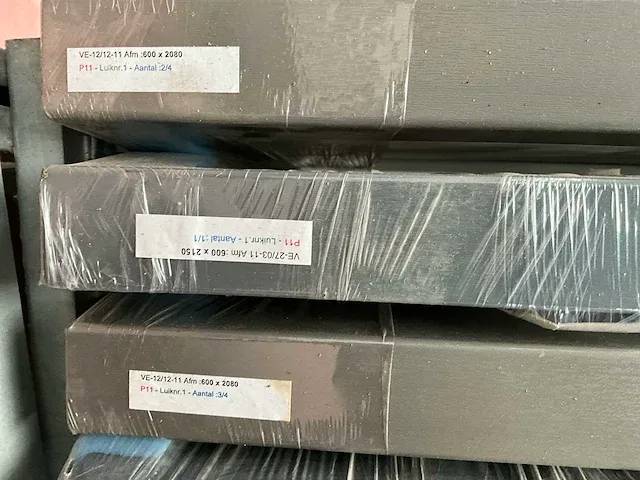 VE-12/12-11 Afm :600 x 2080
P11 - Luiknr.1 - Aantal :2/4
VE-27/03-11 Afm :600 x 2150
P11 - Luiknr.1 - Aantal :1/1
VE-12/12-11 Afm :600 x 2080
P11 - Luiknr.1 - Aantal :3/4